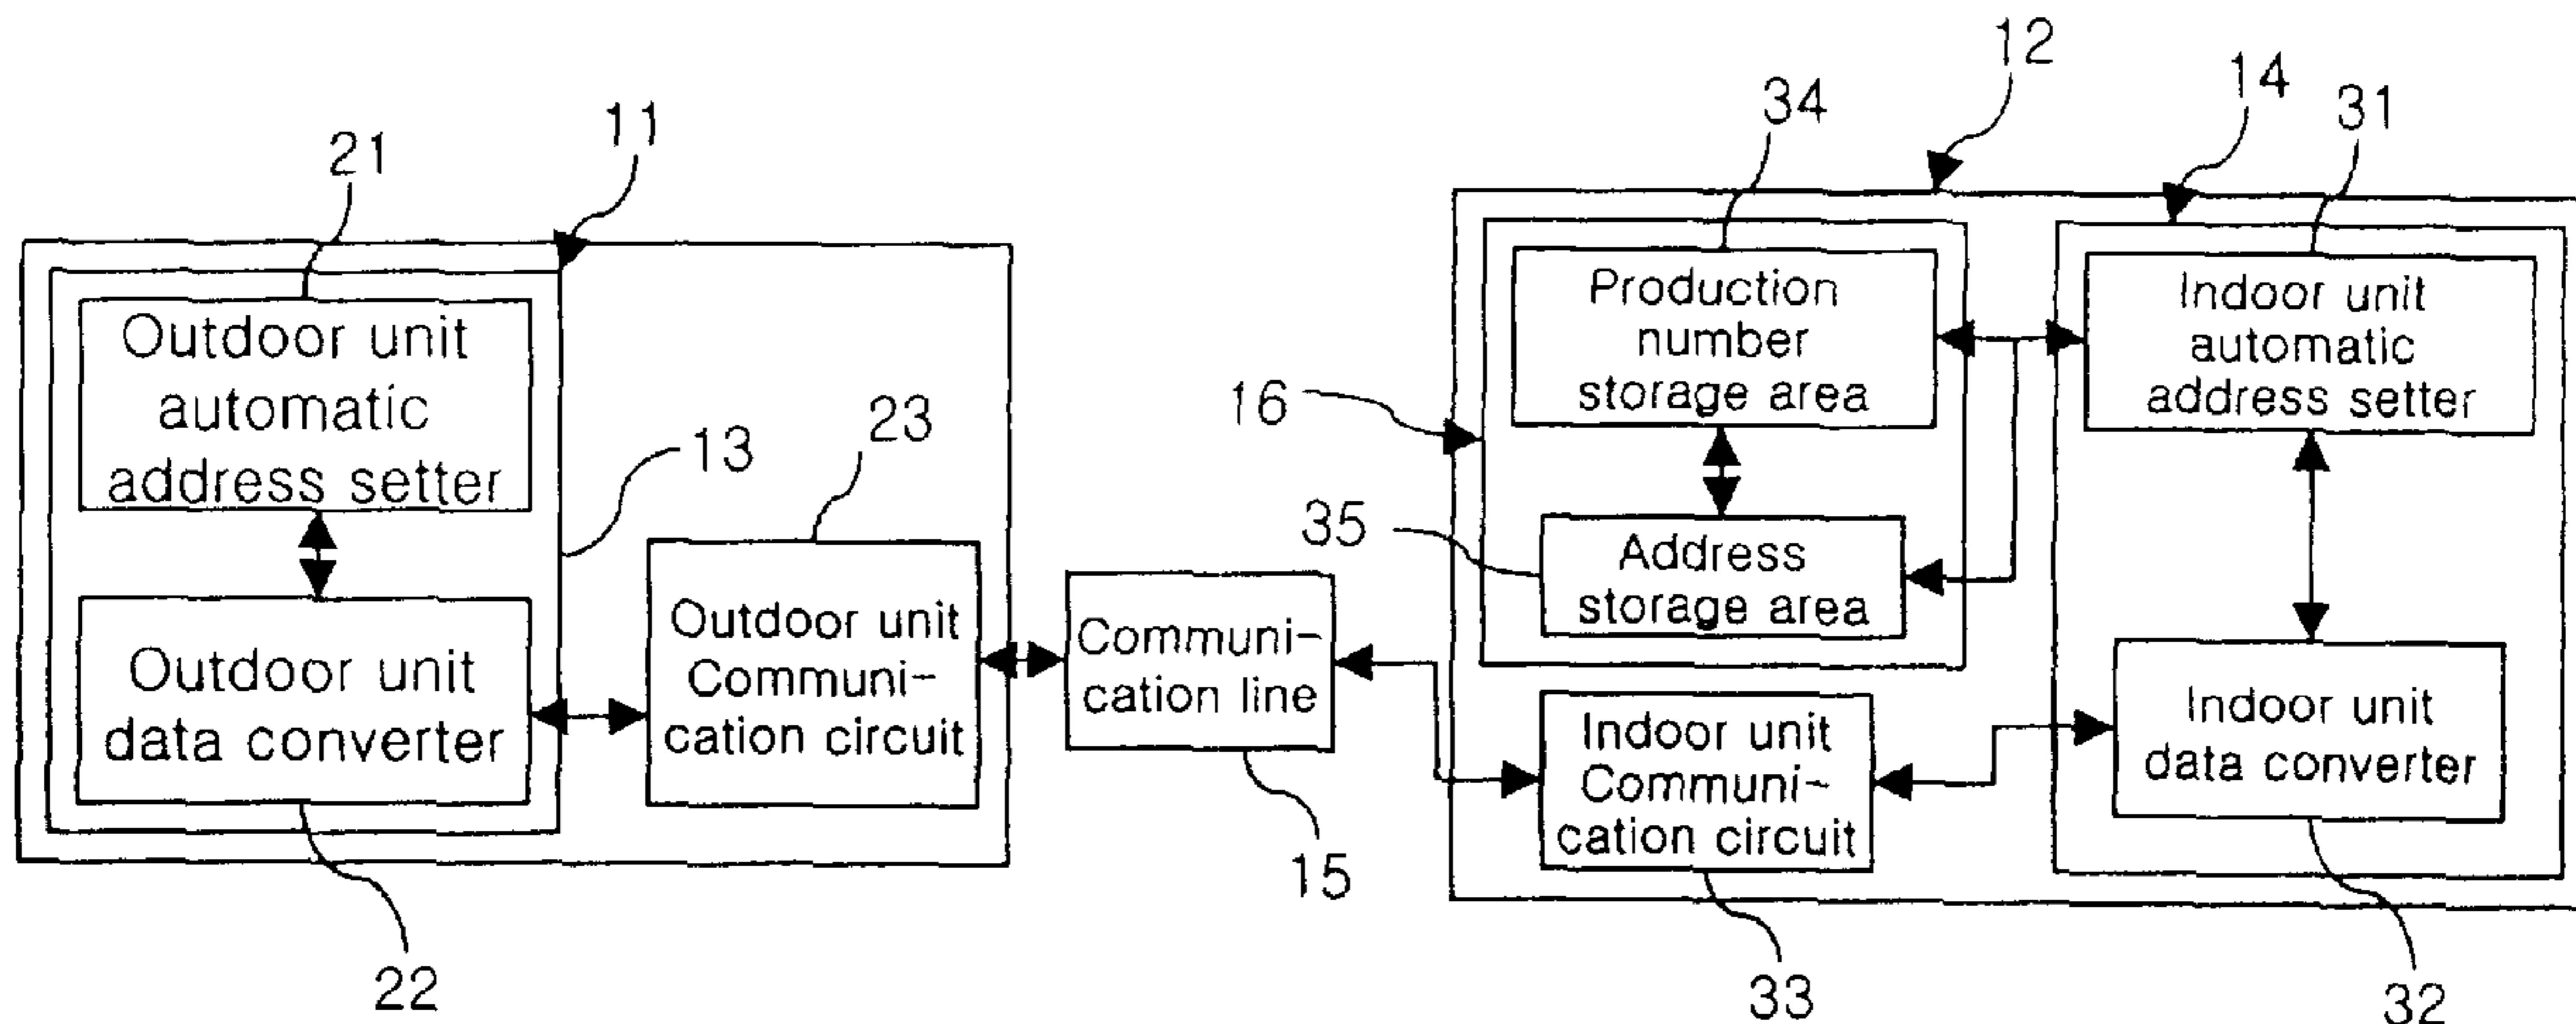 12
14
34
31
11
21
Outdoor unit
automatic
address setter
13
23
Outdoor unit
data converter
22
Outdoor unit
Communi-
cation circuit
Communi-
cation line
15
16
Production
number
storage area
35
Address
storage area
Indoor unit
Communi-
cation circuit
33
Indoor unit
automatic
address setter
Indoor unit
data converter
32